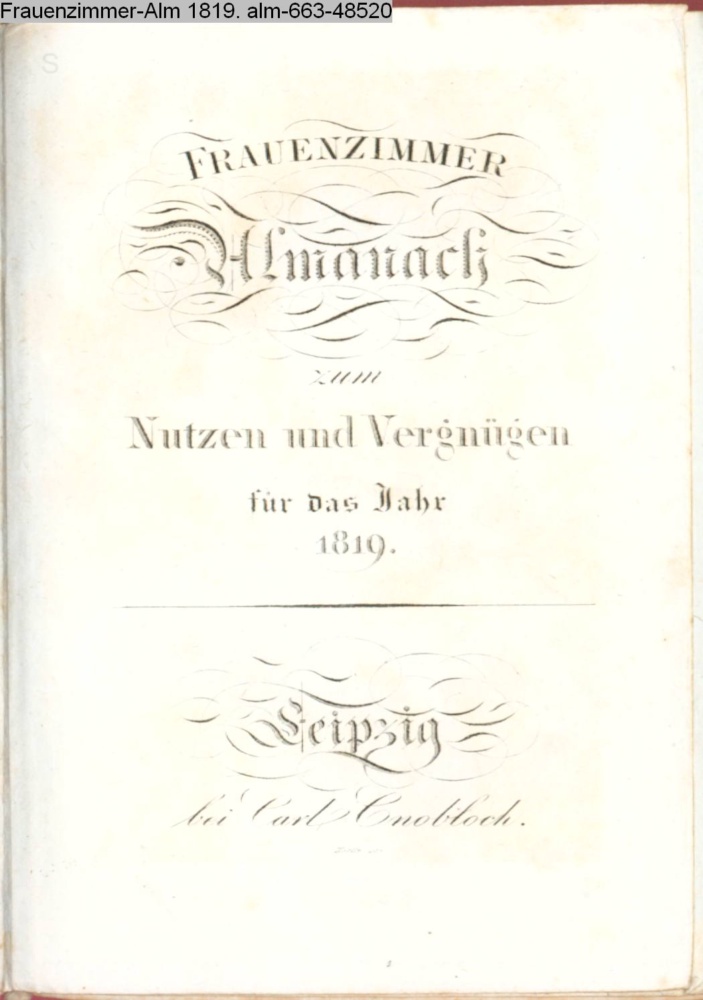 Frauenzimmer-Alm 1819. alm-663-48520
FRAUENZIMMER
Almanach
zum
Nutzen und Vergnügen
für das Jahr
1819.
Leipzig
bei Carl Cnobloch.